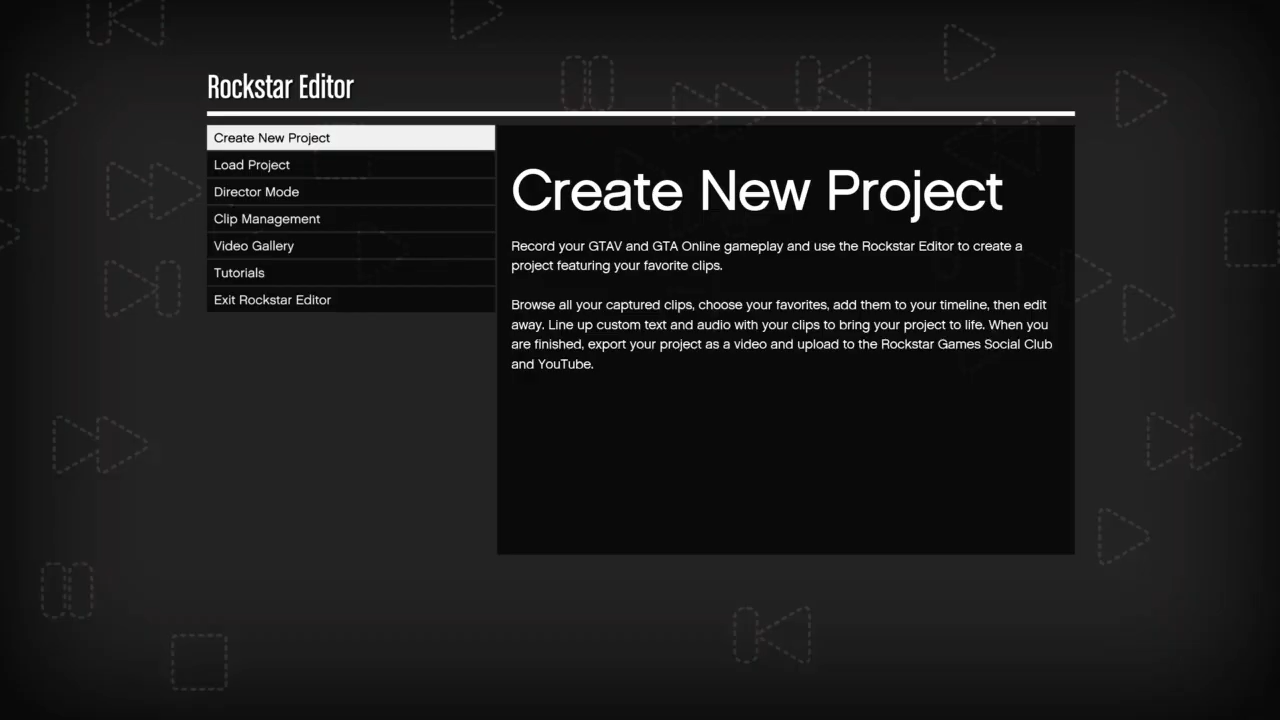 Rockstar Editor
Create New Project
Load Project
Director Mode
Clip Management
Video Gallery
Tutorials
Exit Rockstar Editor
Create New Project
Record your GTAV and GTA Online gameplay and use the Rockstar Editor to create a
project featuring your favorite clips.
Browse all your captured clips, choose your favorites, add them to your timeline, then edit
away. Line up custom text and audio with your clips to bring your project to life. When you
are finished, export your project as a video and upload to the Rockstar Games Social Club
and YouTube.